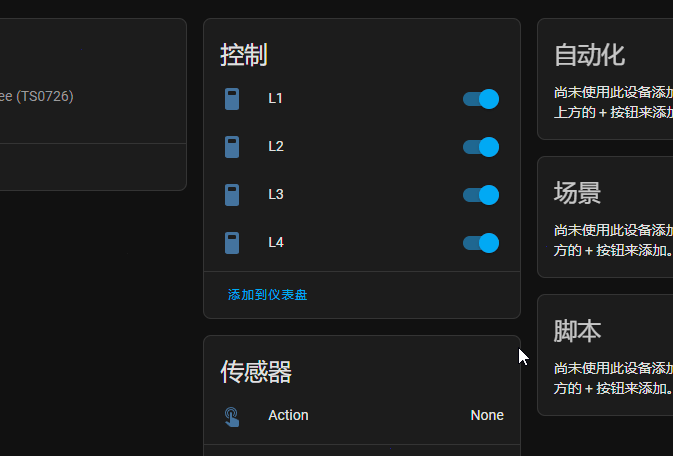 ee (TS0726)
控制
L1
L2
L3
L4
添加到仪表盘
传感器
Action
None
自动化
尚未使用此设备添加
上方的 + 按钮来添加
场景
尚未使用此设备添加
方的 + 按钮来添加。
脚本
尚未使用此设备添加
方的 + 按钮来添加。